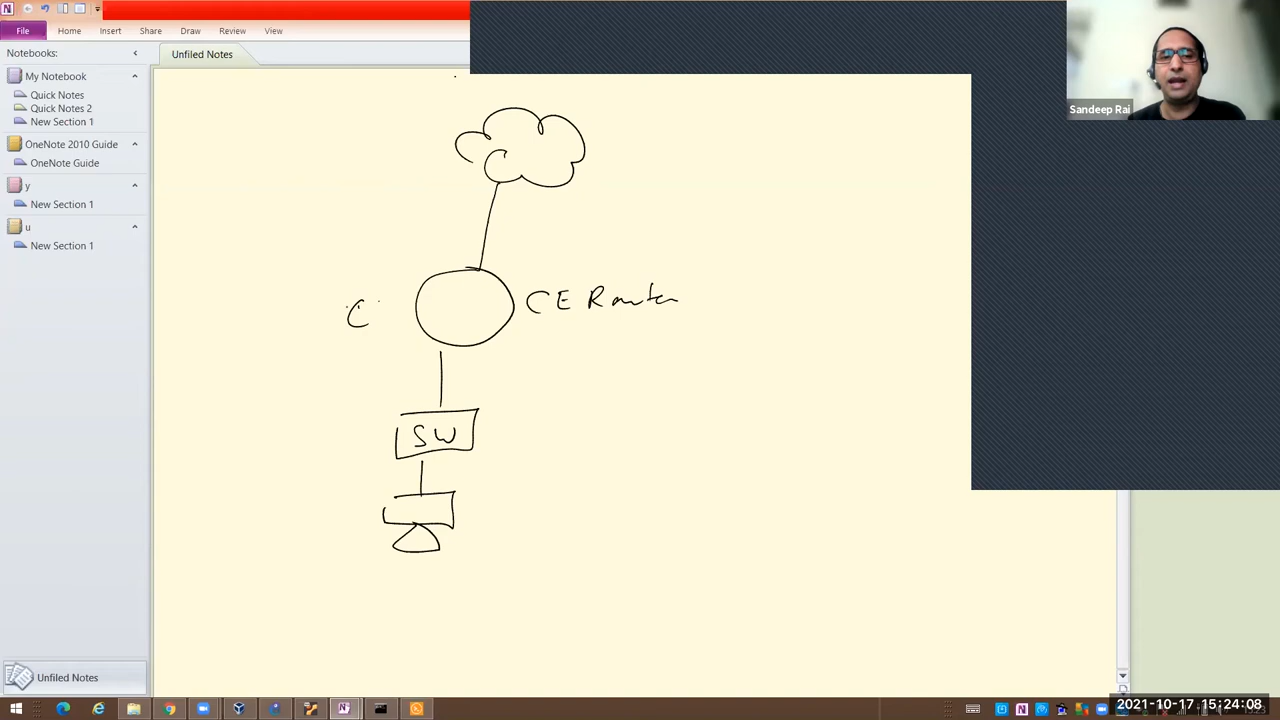 File Home Insert Share Review Draw View
Notebooks:
Unfiled Notes
My Notebook
Quick Notes
Quick Notes 2
New Section 1
OneNote 2010 Guide
OneNote Guide
y
New Section 1
u
New Section 1
Unfiled Notes
C
CE Router
SW
Sandeep Rai
2021-10-17 15:24:08